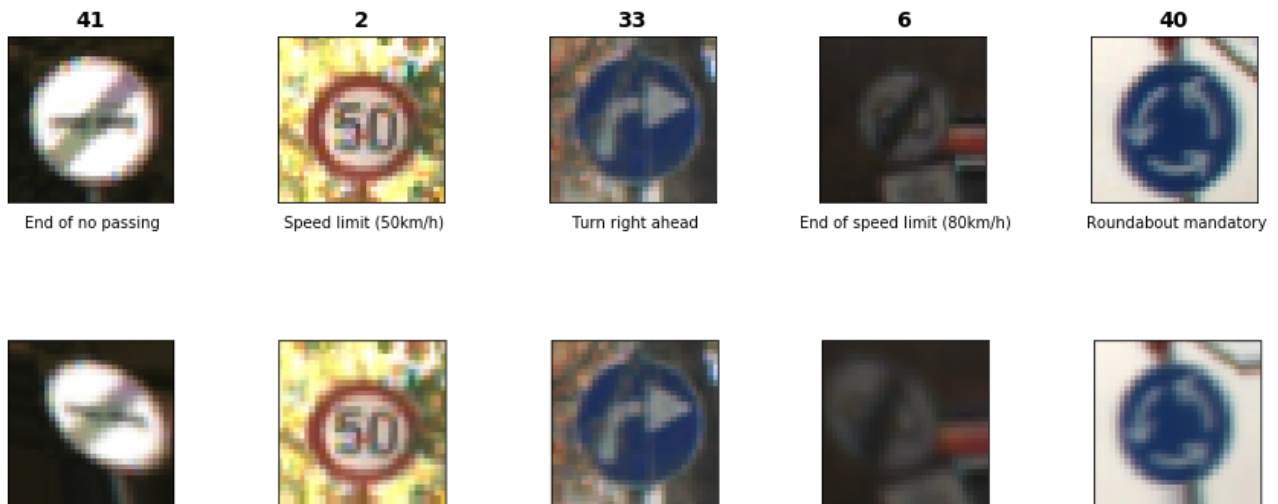 41 2 33 6 40
50
End of no passing Speed limit (50km/h) Turn right ahead End of speed limit (80km/h) Roundabout mandatory
50